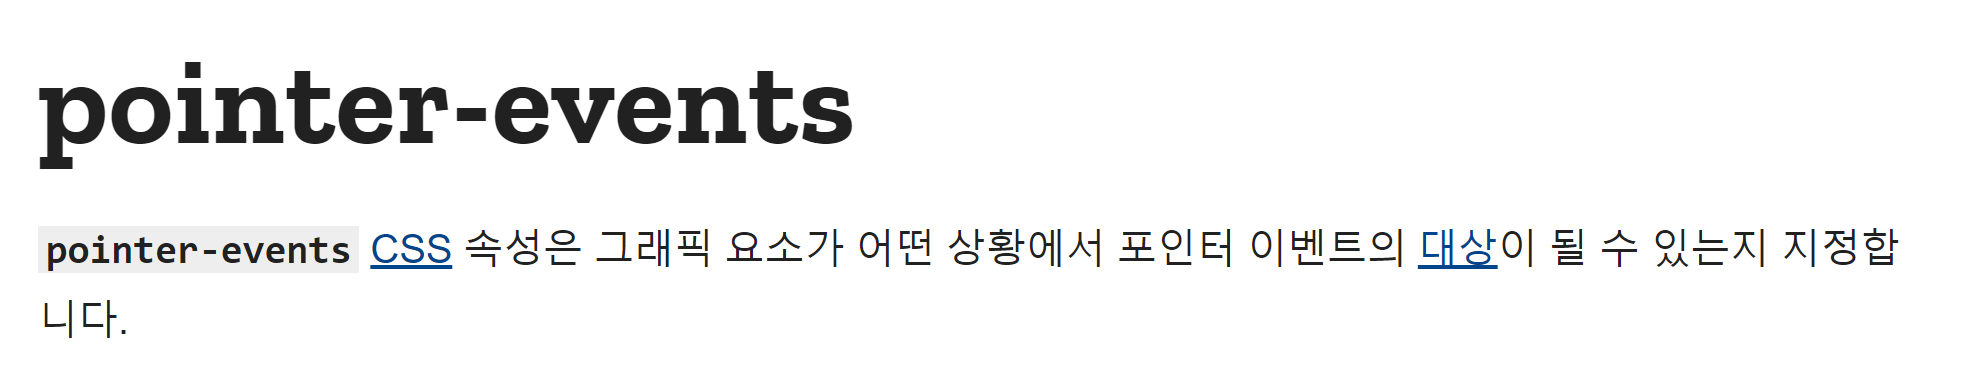 pointer-events
pointer-events CSS 속성은 그래픽 요소가 어떤 상황에서 포인터 이벤트의 대상이 될 수 있는지 지정합
니다.